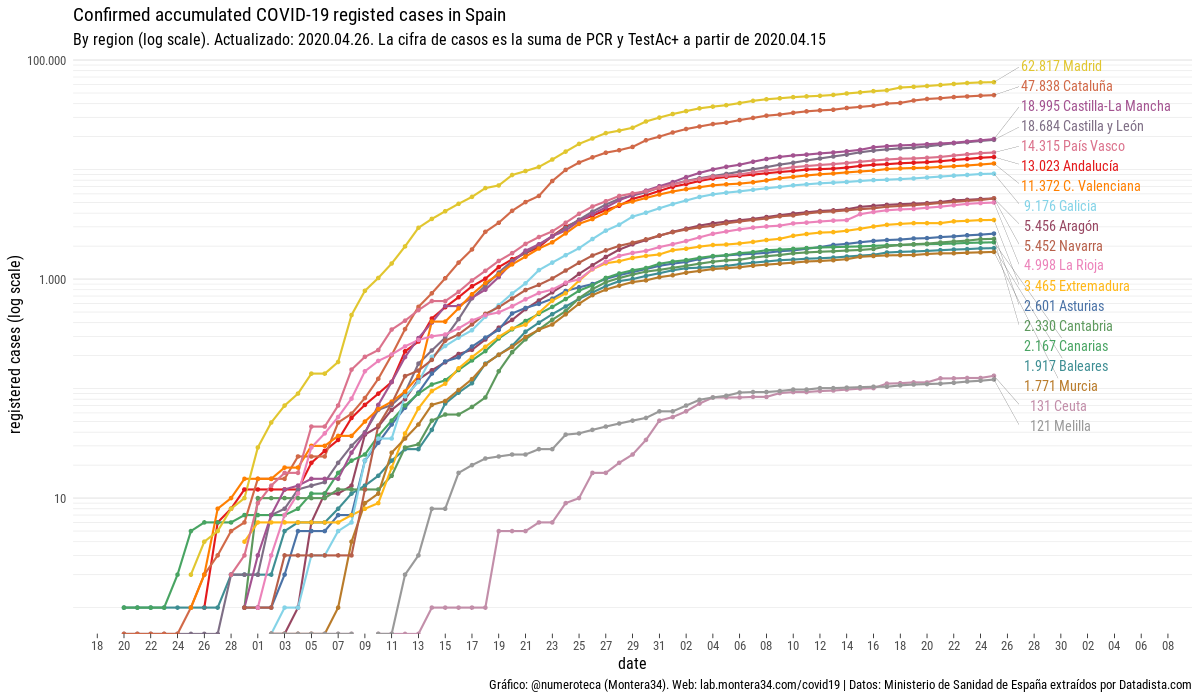 Confirmed accumulated COVID-19 registed cases in Spain
By region (log scale). Actualizado: 2020.04.26. La cifra de casos es la suma de PCR y TestAc+ a partir de 2020.04.15
registered cases (log scale)
100.000
1.000
10
62.817 Madrid
47.838 Cataluña
18.995 Castilla-La Mancha
18.684 Castilla y León
14.315 País Vasco
13.023 Andalucía
11.372 C. Valenciana
9.176 Galicia
5.456 Aragón
5.452 Navarra
4.998 La Rioja
3.465 Extremadura
2.601 Asturias
2.330 Cantabria
2.167 Canarias
1.917 Baleares
1.771 Murcia
131 Ceuta
121 Melilla
18 20 22 24 26 28 01 03 05 07 09 11 13 15 17 19 21 23 25 27 29 31 02 04 06 08 10 12 14 16 18 20 22 24 26 28 30 02 04 06 08
date
Gráfico: @numeroteca (Montera34). Web: lab.montera34.com/covid19 | Datos: Ministerio de Sanidad de España extraídos por Datadista.com